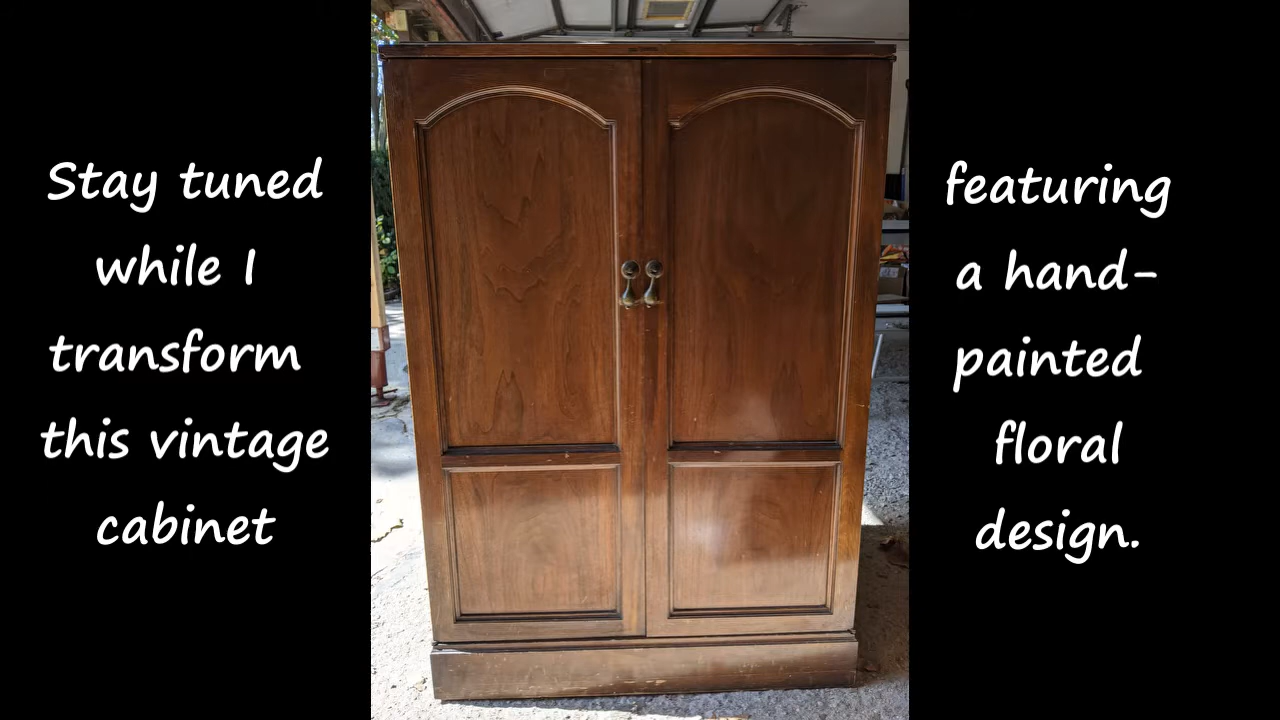 Stay tuned
while I
transform
this vintage
cabinet
featuring
a hand-
painted
floral
design.